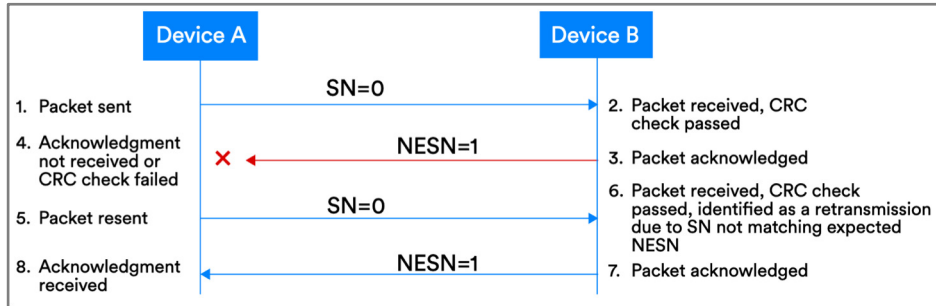 Device A
Device B
SN=0
1. Packet sent
2. Packet received, CRC
check passed
4. Acknowledgment
not received or
CRC check failed
NESN=1
3. Packet acknowledged
5. Packet resent
SN=0
6. Packet received, CRC check
passed, identified as a retransmission
due to SN not matching expected
NESN
8. Acknowledgment
received
NESN=1
7. Packet acknowledged